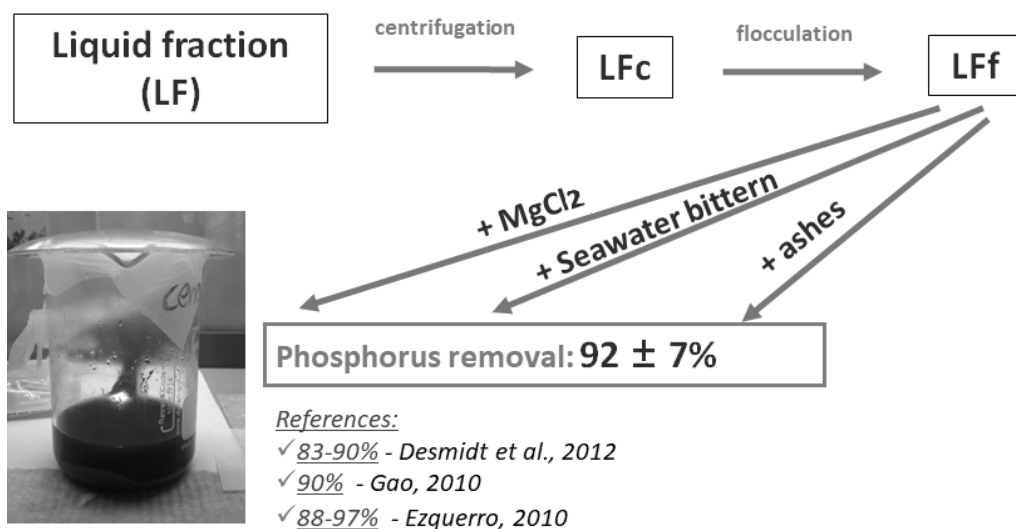 Liquid fraction
(LF)
centrifugation
LFc
flocculation
LFf
+ MgCl2
+ Seawater bittern
+ ashes
Phosphorus removal: 92 ± 7%
References:
✓ 83-90% - Desmidt et al., 2012
✓ 90% - Gao, 2010
✓ 88-97% - Ezquerro, 2010